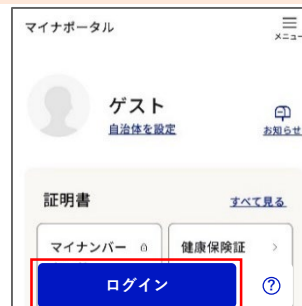 マイナポータル
メニュー
ゲスト
自治体を設定
お知らせ
証明書
すべて見る
マイナンバー
健康保険証
ログイン
?